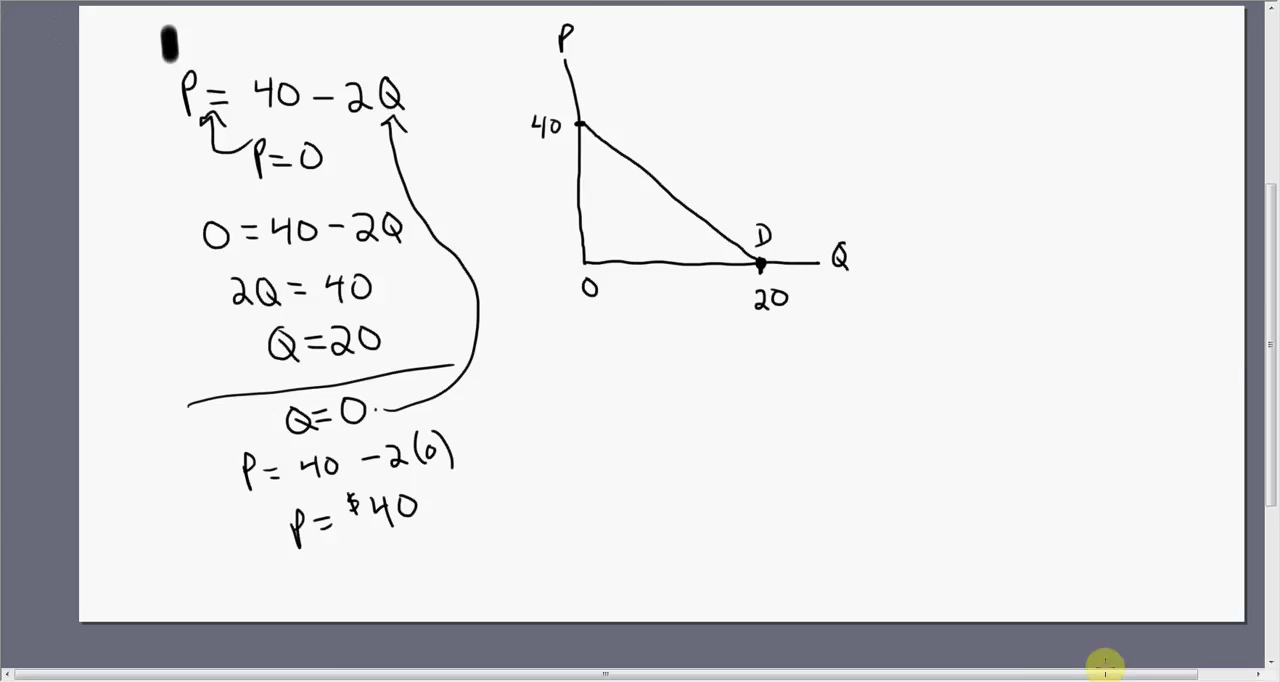 P = 40 - 2Q
P = 0
0 = 40 - 2Q
2Q = 40
Q = 20
Q = 0
P = 40 - 2(0)
P = $40
P
40
D
Q
0
20